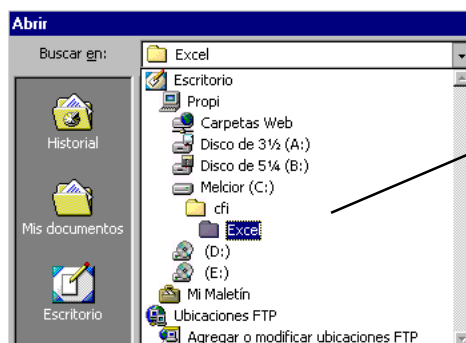 Abrir
Buscar en:
Excel
Escritorio
Propi
Carpetas Web
Disco de 3½ (A:)
Disco de 5¼ (B:)
Melcior (C:)
cfi
Excel
(D:)
(E:)
Mi Maletín
Ubicaciones FTP
Agregar o modificar ubicaciones FTP
Historial
Mis documentos
Escritorio